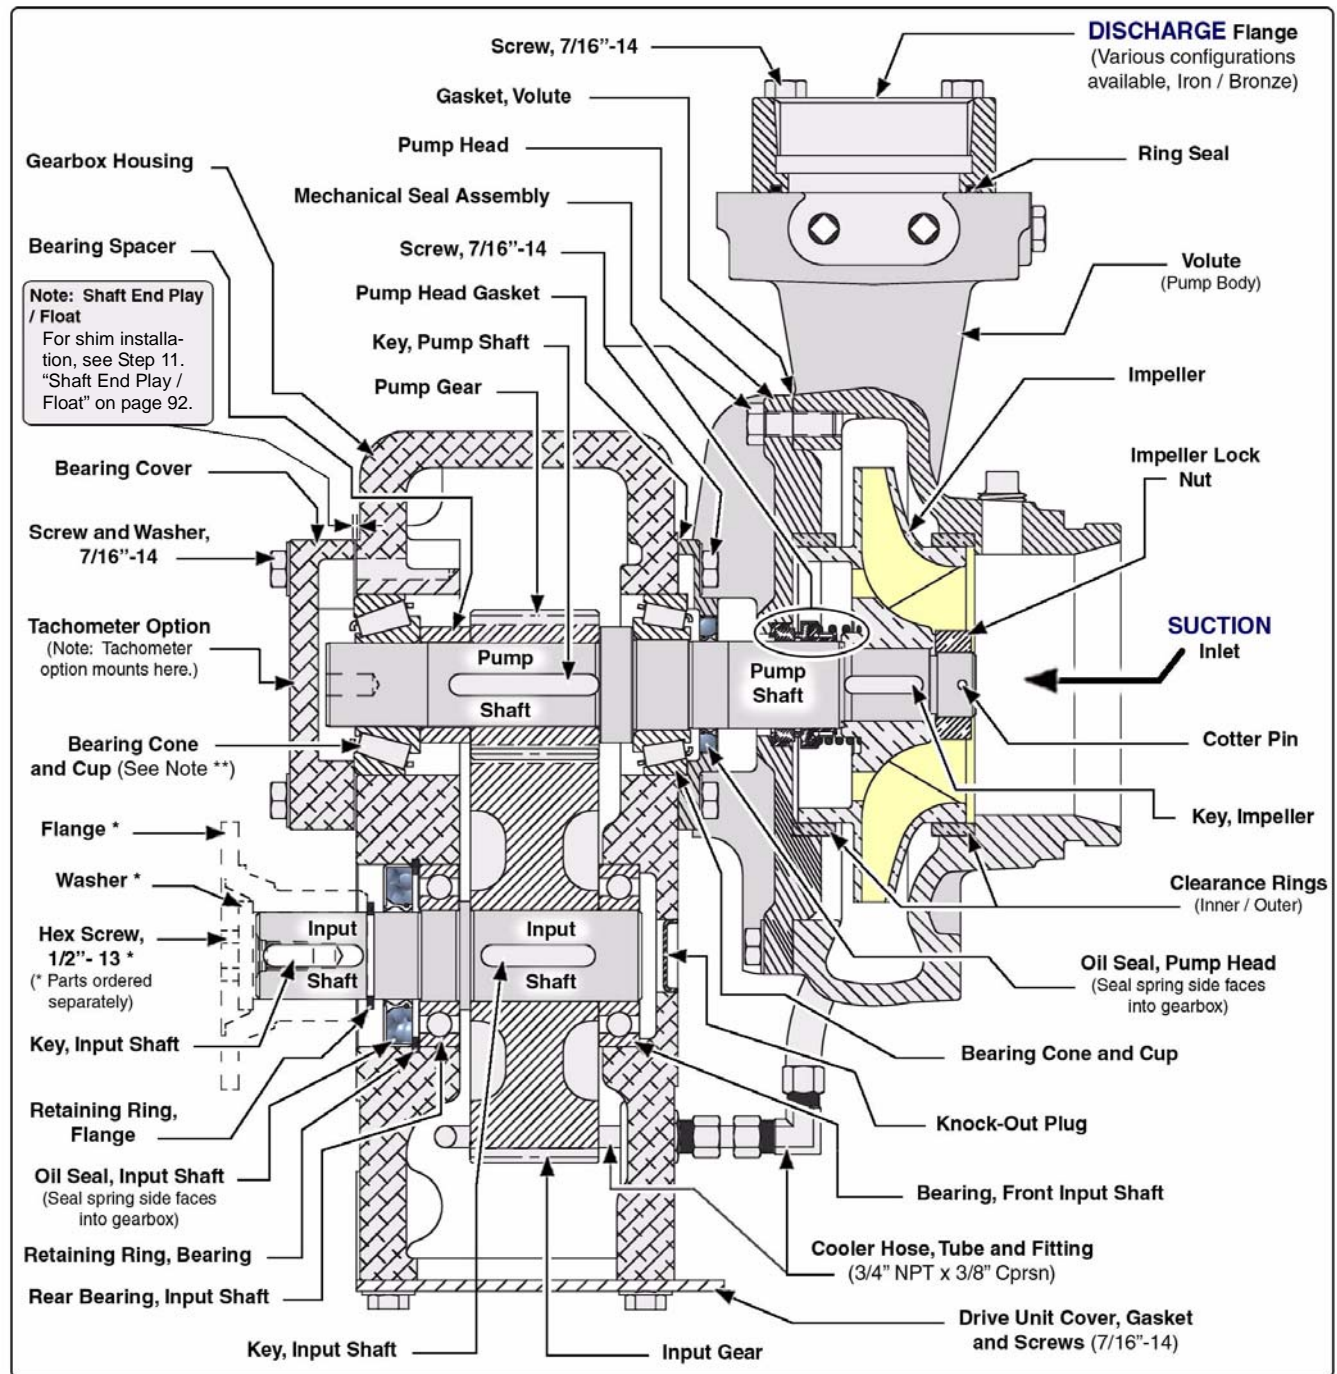 Screw, 7/16”-14
DISCHARGE Flange
(Various configurations
available, Iron / Bronze)
Gasket, Volute
Pump Head
Ring Seal
Gearbox Housing
Mechanical Seal Assembly
Bearing Spacer
Screw, 7/16”-14
Volute
(Pump Body)
Note: Shaft End Play
/ Float
For shim installa-
tion, see Step 11.
“Shaft End Play /
Float” on page 92.
Pump Head Gasket
Key, Pump Shaft
Pump Gear
Impeller
Bearing Cover
Impeller Lock
Nut
Screw and Washer,
7/16”-14
Tachometer Option
(Note: Tachometer
option mounts here.)
SUCTION
Inlet
Pump
Shaft
Pump
Shaft
Bearing Cone
and Cup (See Note **)
Cotter Pin
Key, Impeller
Flange *
Washer *
Clearance Rings
(Inner / Outer)
Hex Screw,
1/2”- 13 *
(* Parts ordered
separately)
Input
Shaft
Input
Shaft
Oil Seal, Pump Head
(Seal spring side faces
into gearbox)
Key, Input Shaft
Bearing Cone and Cup
Retaining Ring,
Flange
Knock-Out Plug
Oil Seal, Input Shaft
(Seal spring side faces
into gearbox)
Bearing, Front Input Shaft
Retaining Ring, Bearing
Cooler Hose, Tube and Fitting
(3/4” NPT x 3/8” Cprsn)
Rear Bearing, Input Shaft
Drive Unit Cover, Gasket
and Screws (7/16”-14)
Key, Input Shaft
Input Gear